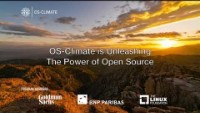 OS-CLIMATE
OS-Climate is Unleashing
The Power of Open Source
Goldman
Sachs
BNP PARIBAS
LINUX